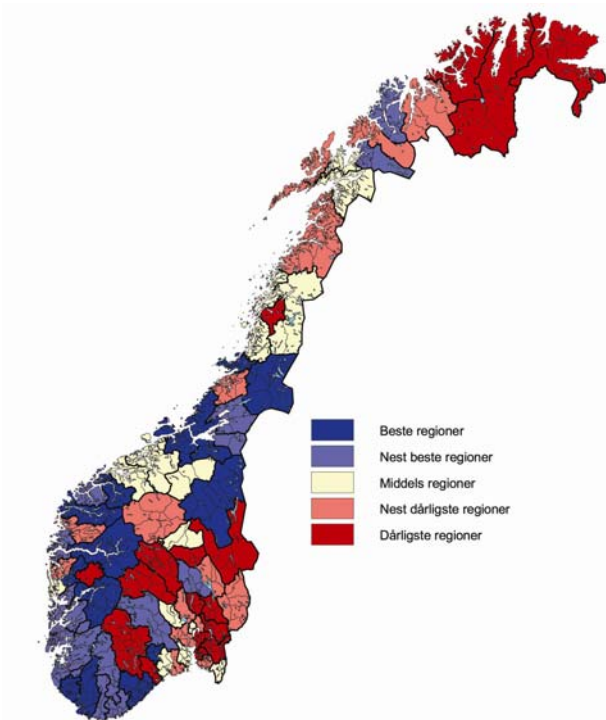 Beste regioner
Nest beste regioner
Middels regioner
Nest dårligste regioner
Dårligste regioner